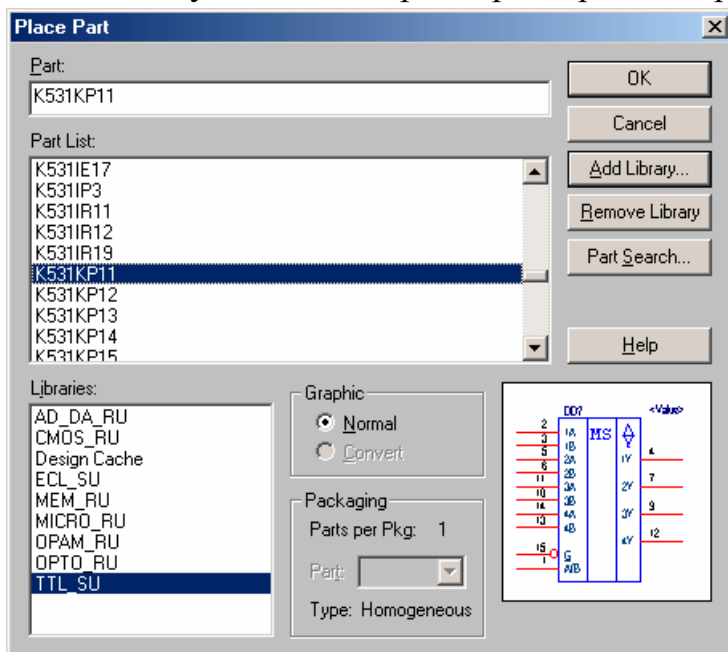 Place Part
Part:
K531KP11
OK
Cancel
Part List:
K531IE17
K531IP3
K531IR11
K531IR12
K531IR19
K531KP11
K531KP12
K531KP13
K531KP14
K531KP15
Add Library...
Remove Library
Part Search...
Help
Libraries:
AD_DA_RU
CMOS_RU
Design Cache
ECL_SU
MEM_RU
MICRO_RU
OPAM_RU
OPTO_RU
TTL_SU
Graphic
Normal
Convert
Packaging
Parts per Pkg: 1
Part:
Type: Homogeneous
DD? <Value>
2 1A MS
3 1B 1Y 4
5 2A
6 2B 2Y 7
11 3A
10 3B 3Y 9
14 4A
13 4B 4Y 12
15 G
1 A/B